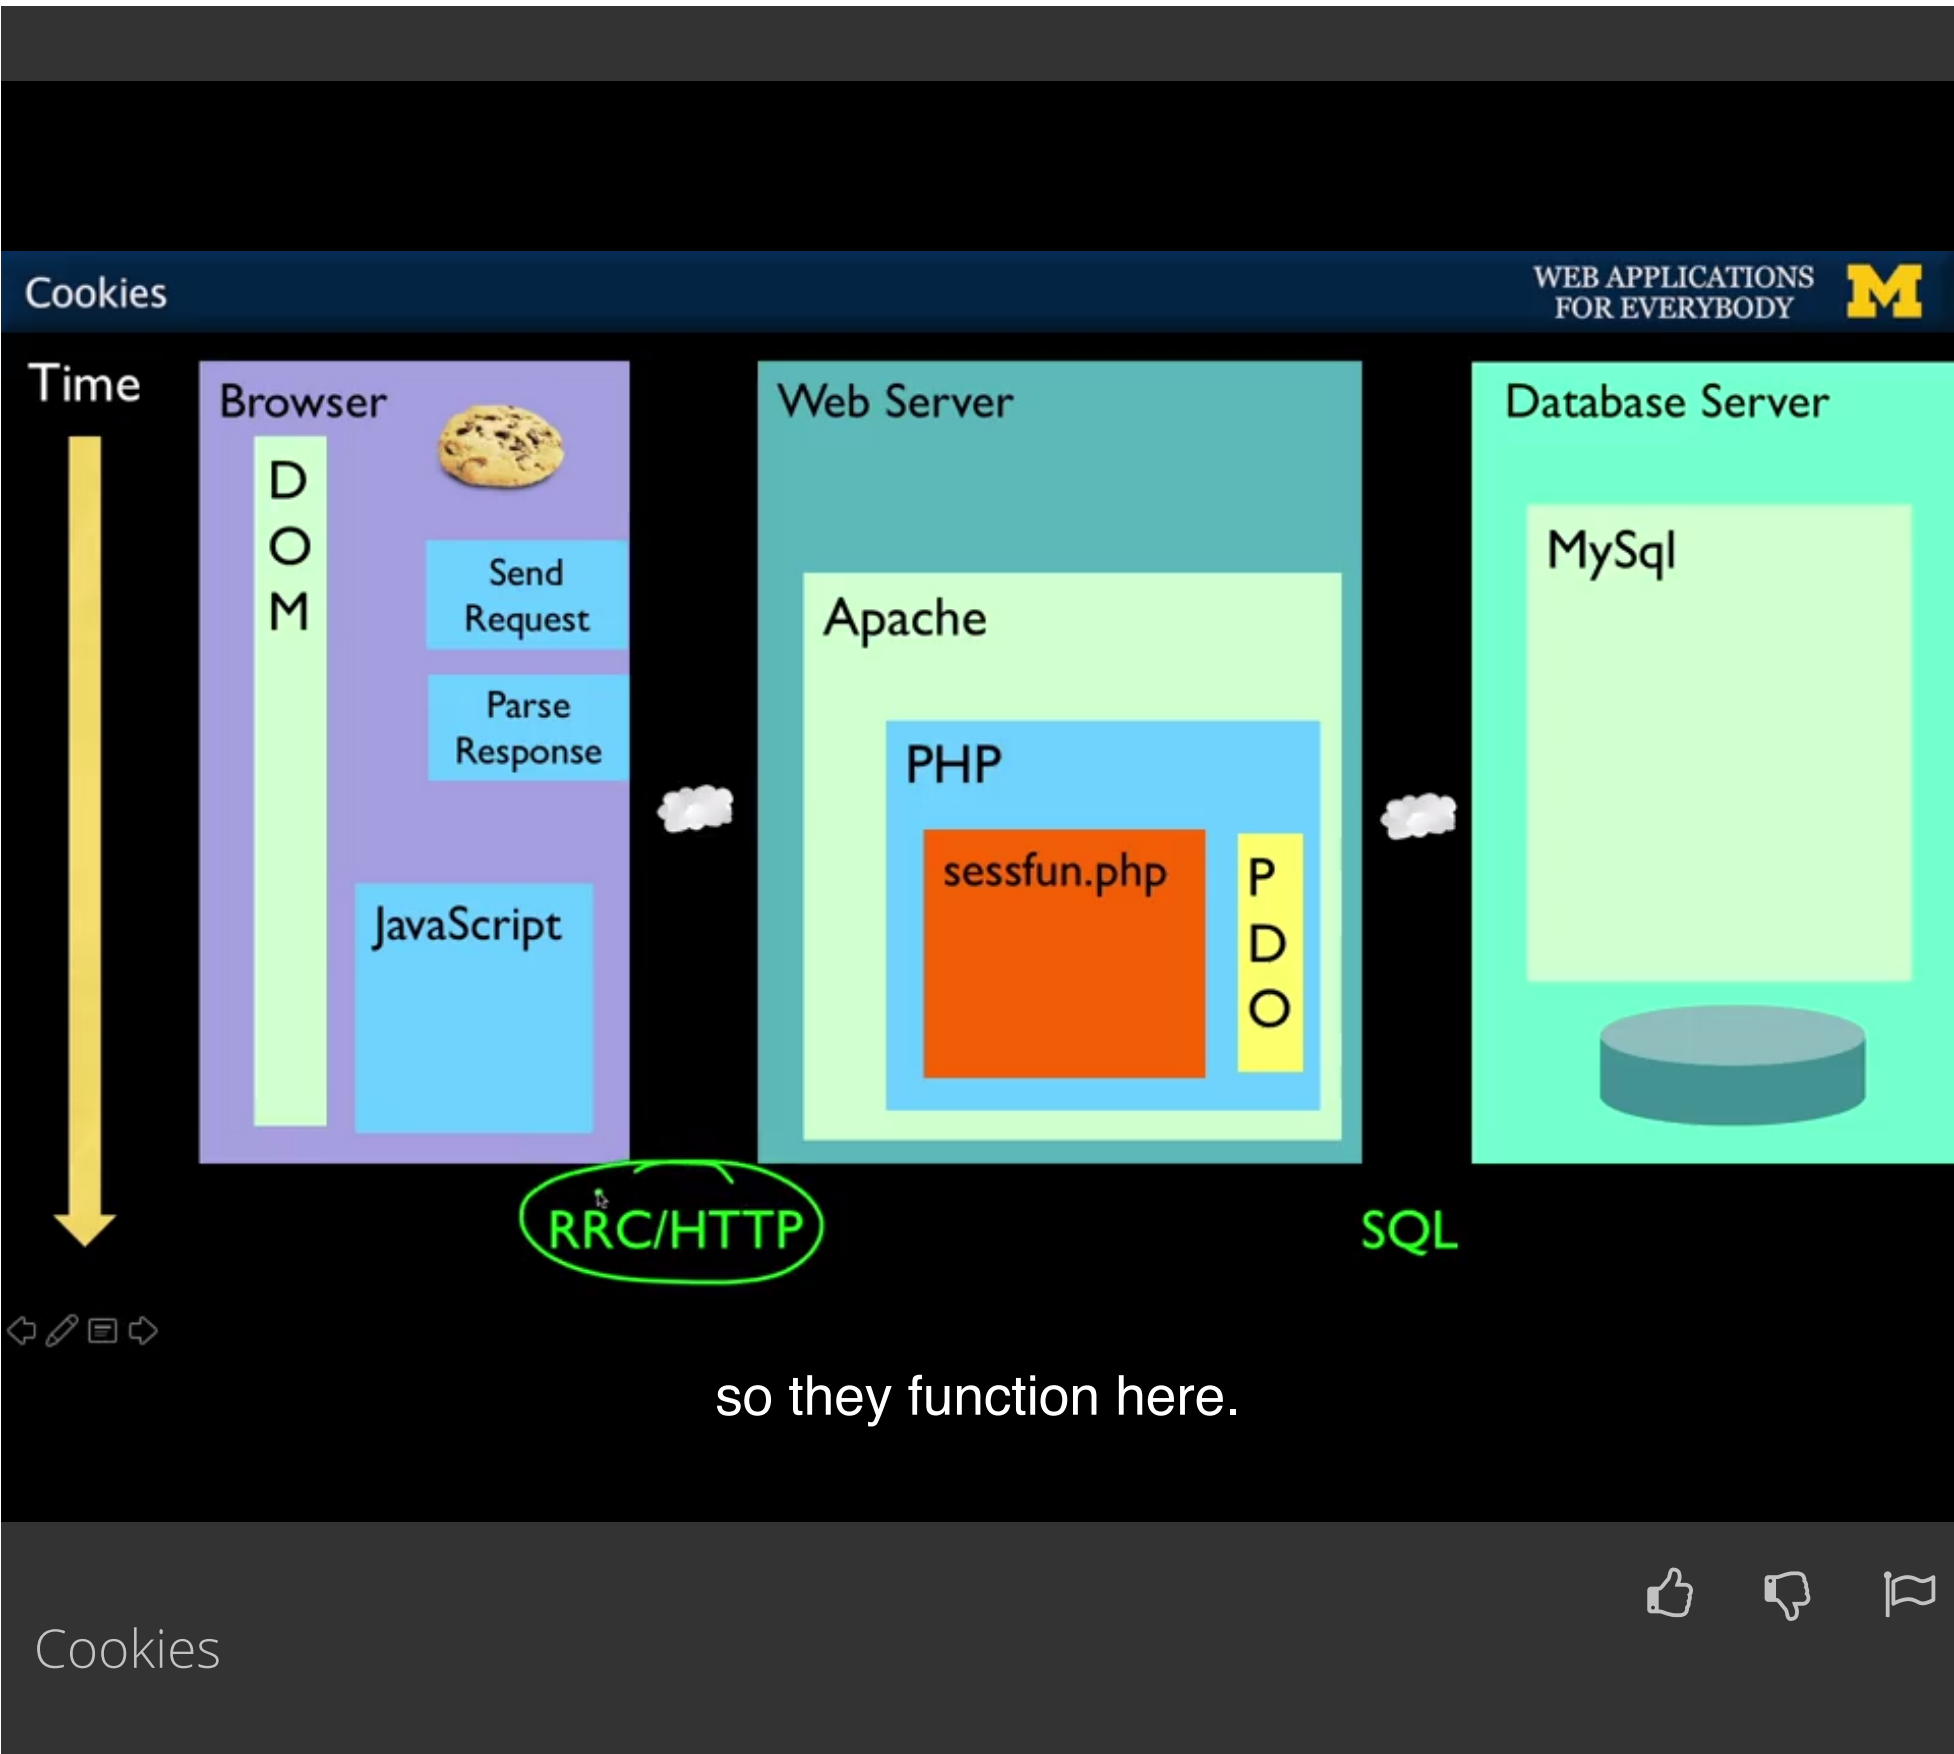 Cookies
WEB APPLICATIONS
FOR EVERYBODY
M
Time
Browser
D
O
M
Send
Request
Parse
Response
JavaScript
Web Server
Apache
PHP
sessfun.php
P
D
O
Database Server
MySql
RRC/HTTP
SQL
so they function here.
Cookies